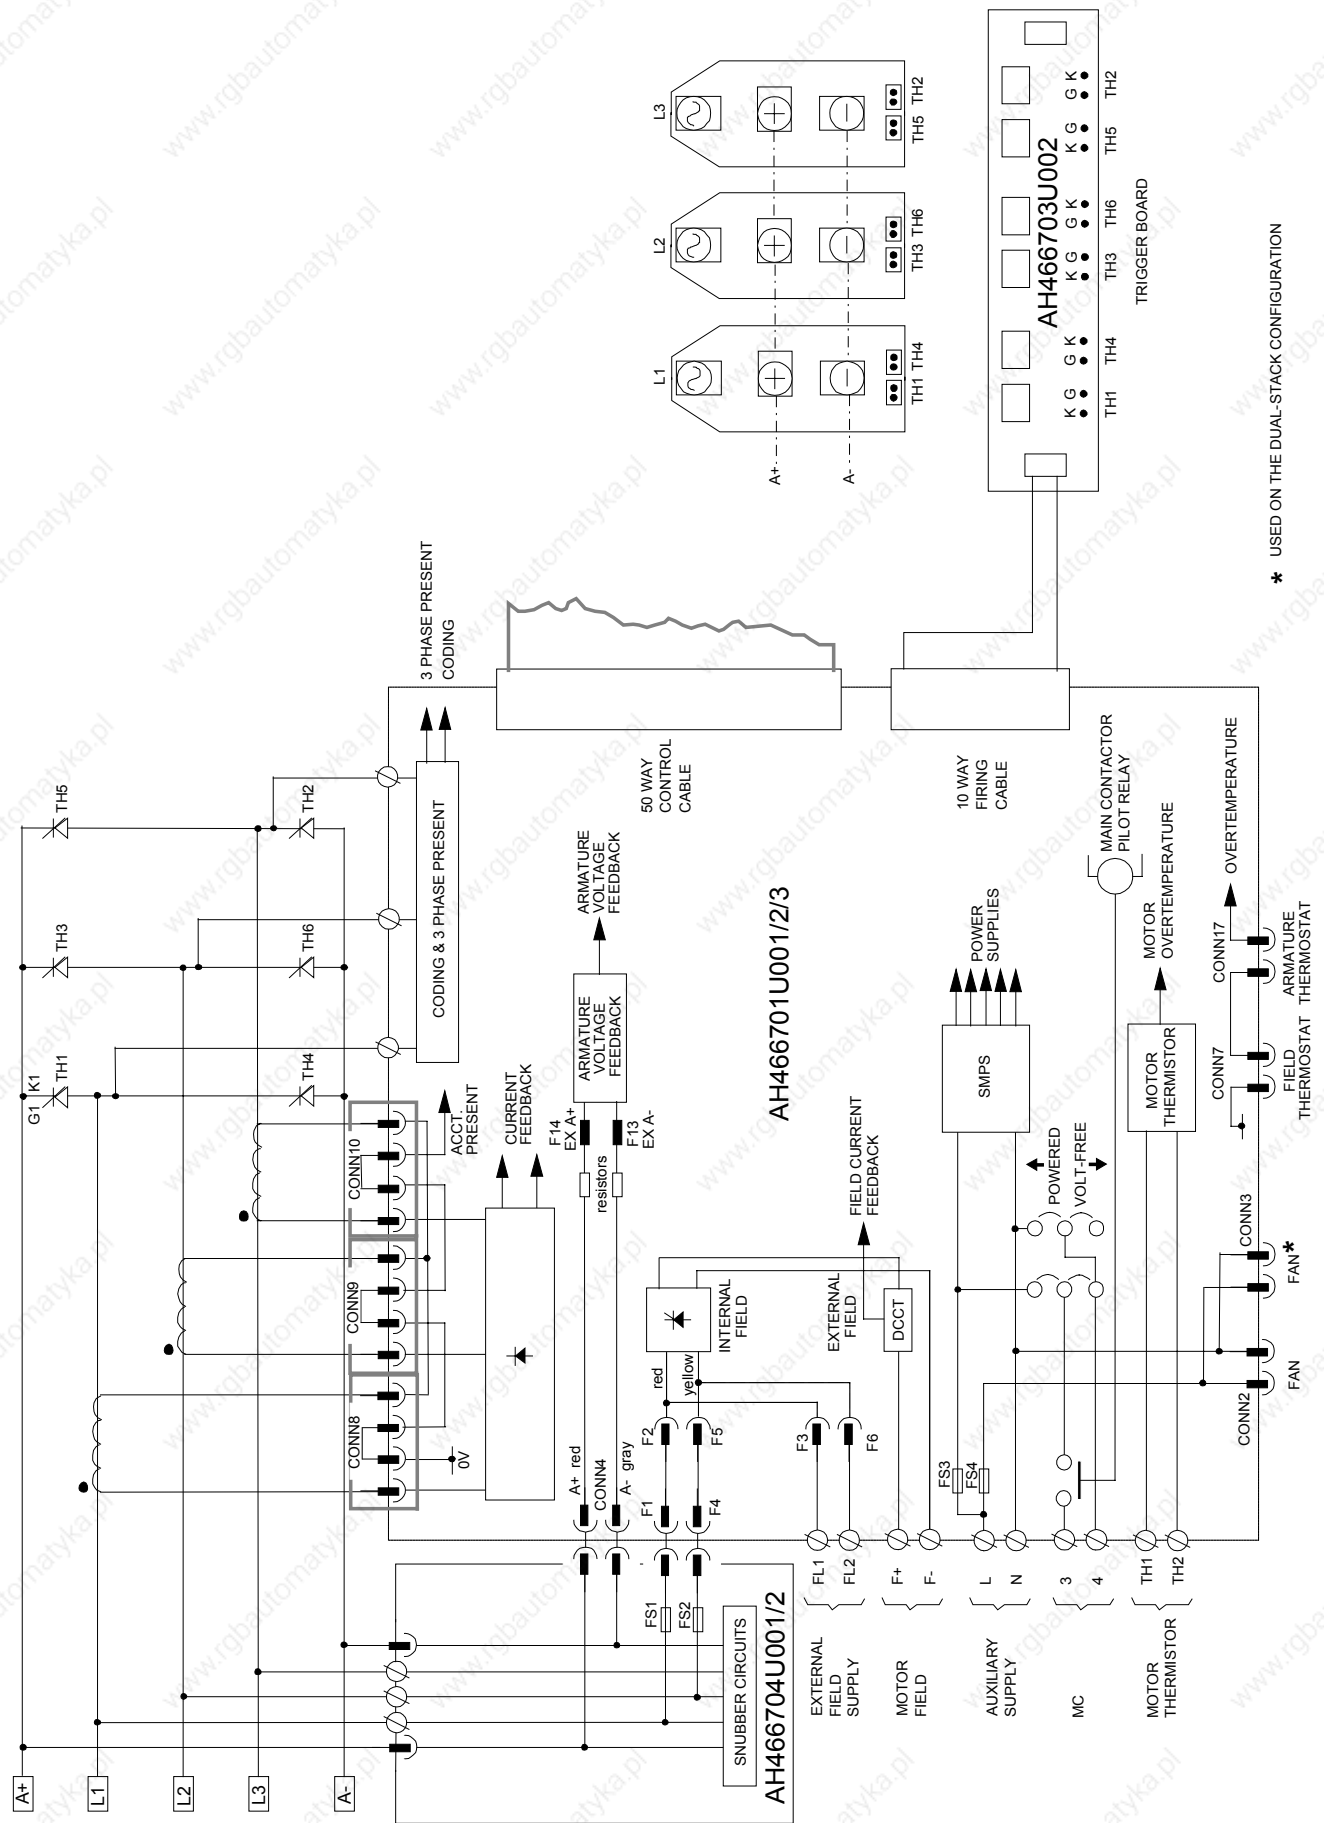 A+
L1
L2
L3
A-
G1 K1
TH1
TH3
TH5
TH4
TH6
TH2
3 PHASE PRESENT
CODING
CODING & 3 PHASE PRESENT
CONN8
CONN9
CONN10
0V
ACCT.
PRESENT
CURRENT
FEEDBACK
A+ red
CONN4
A- gray
resistors
F14
EX A+
F13
EX A-
ARMATURE
VOLTAGE
FEEDBACK
ARMATURE
VOLTAGE
FEEDBACK
50 WAY
CONTROL
CABLE
10 WAY
FIRING
CABLE
AH466701U001/2/3
SNUBBER CIRCUITS
AH466704U001/2
FS1
FS2
F1
F4
F2
F5
red
yellow
F3
F6
INTERNAL
FIELD
EXTERNAL
FIELD
DCCT
FIELD CURRENT
FEEDBACK
FL1
FL2
F+
F-
L
N
3
4
TH1
TH2
EXTERNAL
FIELD
SUPPLY
MOTOR
FIELD
AUXILIARY
SUPPLY
MC
MOTOR
THERMISTOR
FS3
FS4
SMPS
POWER
SUPPLIES
POWERED
VOLT-FREE
MAIN CONTACTOR
PILOT RELAY
MOTOR
THERMISTOR
MOTOR
OVERTEMPERATURE
CONN2
FAN
CONN3
FAN*
CONN7
FIELD
THERMOSTAT
CONN17
ARMATURE
THERMOSTAT
OVERTEMPERATURE
L1
L2
L3
A+
A-
TH1 TH4
TH3 TH6
TH5 TH2
AH466703U002
K G
G K
K G
G K
K G
G K
TH1
TH4
TH3
TH6
TH5
TH2
TRIGGER BOARD
* USED ON THE DUAL-STACK CONFIGURATION
www.rgbautomatyka.pl